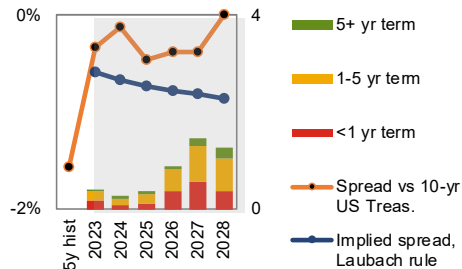 0%
4
-2%
0
5y hist
2023
2024
2025
2026
2027
2028
5+ yr term
1-5 yr term
<1 yr term
Spread vs 10-yr
US Treas.
Implied spread,
Laubach rule